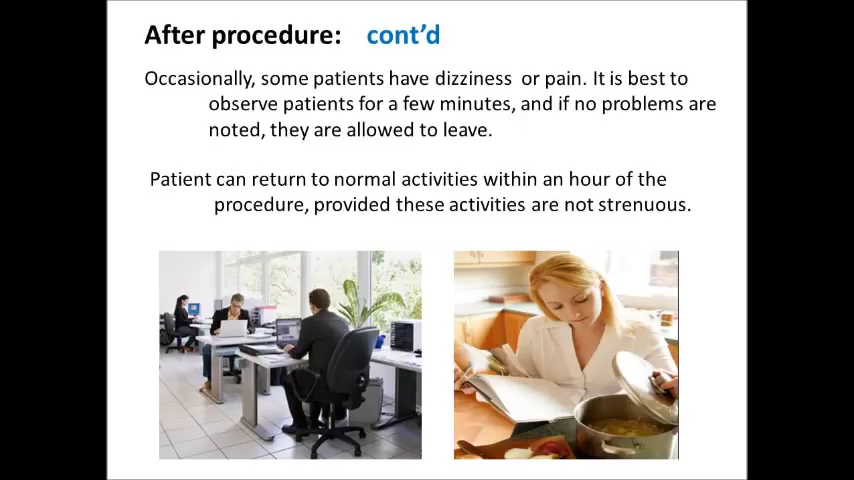 After procedure: cont’d
Occasionally, some patients have dizziness or pain. It is best to
observe patients for a few minutes, and if no problems are
noted, they are allowed to leave.
Patient can return to normal activities within an hour of the
procedure, provided these activities are not strenuous.